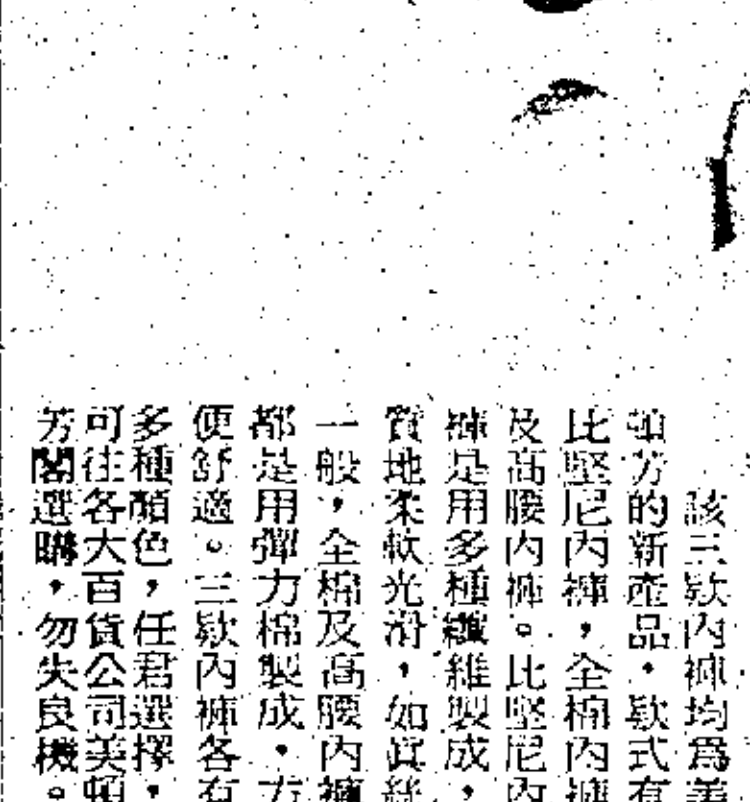 該三款內褲均爲美
頓芳的新產品，款式有
比堅尼內褲，全棉內褲
及高腰內褲。比堅尼內
褲是用多種纖維製成，
質地柔軟光滑，如眞絲
一般，全棉及高腰內褲
都是用彈力棉製成，方
便舒適。三款內褲各有
多種顏色，任君選擇，
可往各大百貨公司美頓
芳閣選購，勿失良機。